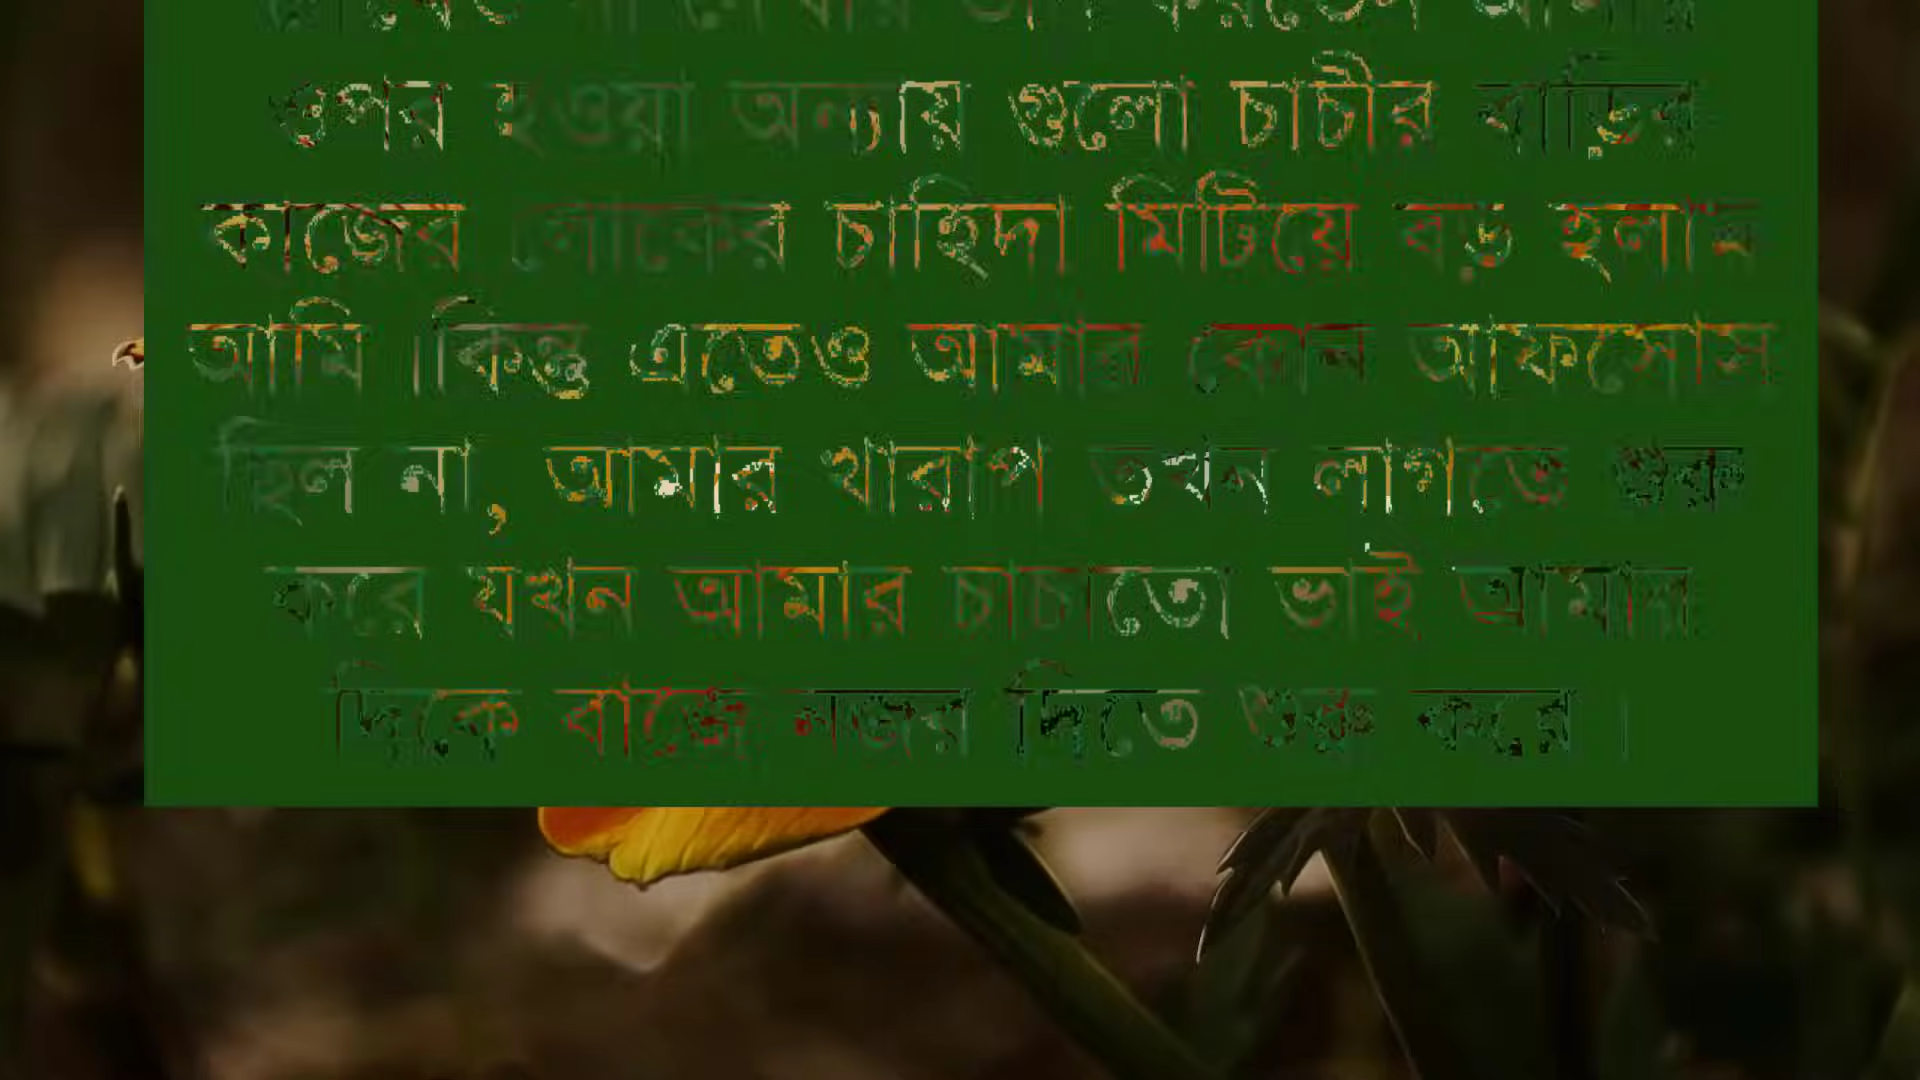 ওপর হওয়া অন্যায় গুলো চাচীর বাড়ির
কাজের লোকের চাহিদা মিটিয়ে বড় হলাম
আমি ।কিন্তু এতেও আমার কোন আফসোস
ছিল না, আমার খারাপ তখন লাগতে শুরু
করে যখন আমার চাচাতো ভাই আমার
দিকে বাজে নজর দিতে শুরু করে ।